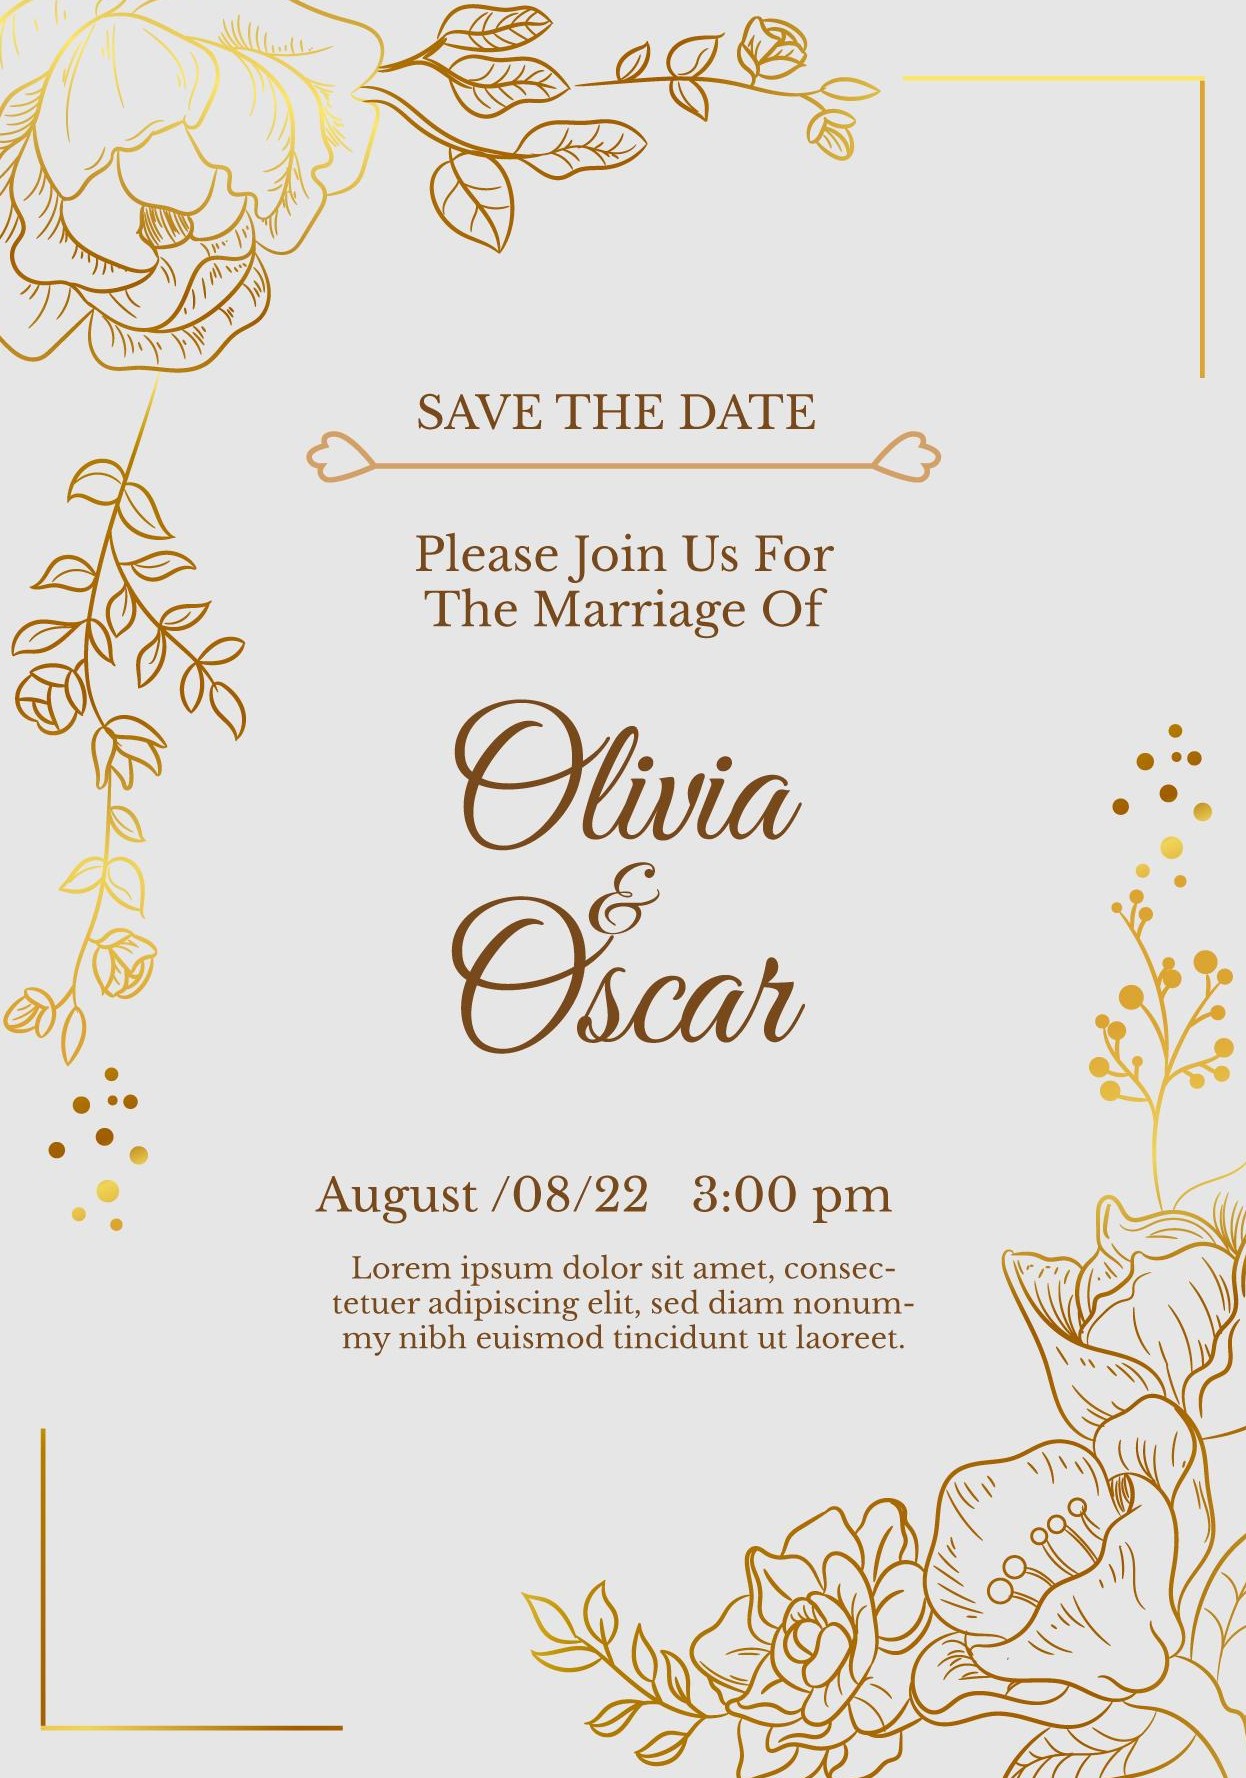 SAVE THE DATE
Please Join Us For
The Marriage Of
Olivia
&
Oscar
August /08/22 3:00 pm
Lorem ipsum dolor sit amet, consec-
tetuer adipiscing elit, sed diam nonum-
my nibh euismod tincidunt ut laoreet.